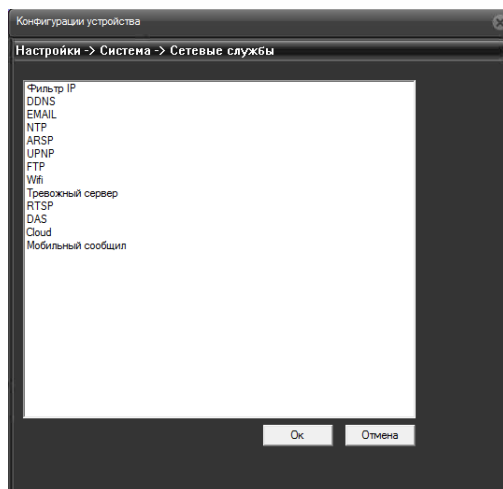 Конфигурации устройства
Настройки -> Система -> Сетевые службы
Фильтр IP
DDNS
EMAIL
NTP
ARSP
UPNP
FTP
Wifi
Тревожный сервер
RTSP
DAS
Cloud
Мобильный сообщил
Ок
Отмена